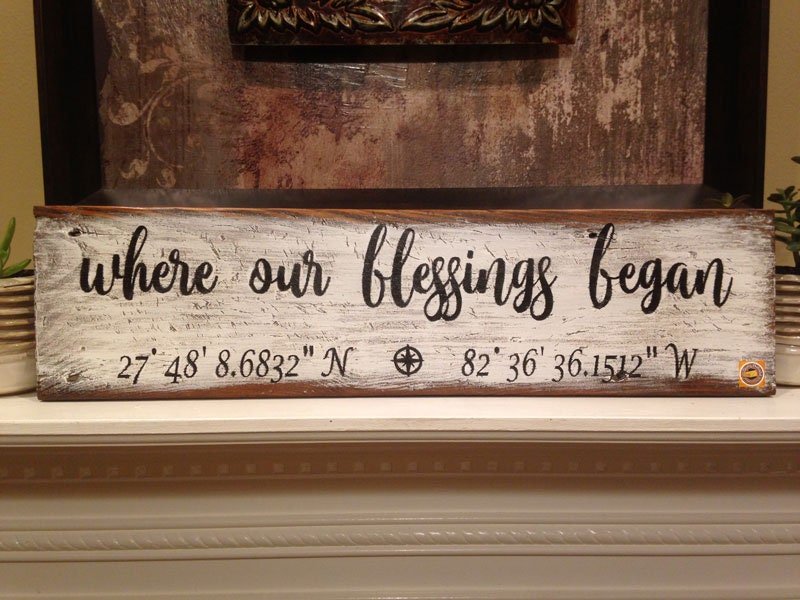 where our blessings began
27° 48' 8.6832" N 82° 36' 36.1512" W